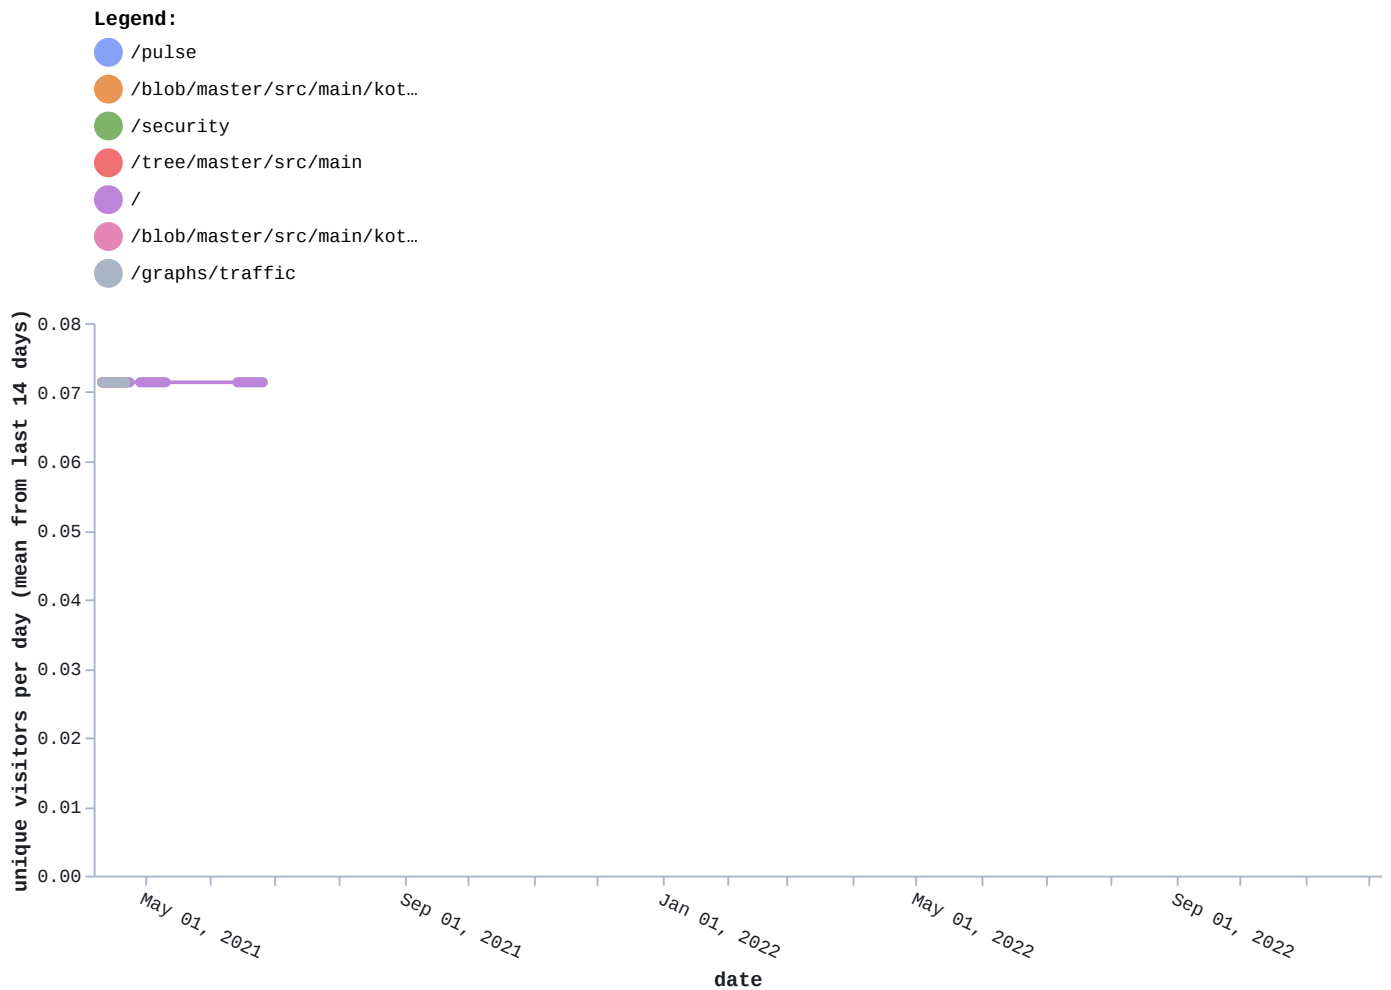 Legend:
/pulse
/blob/master/src/main/kot…
/security
/tree/master/src/main
/
/blob/master/src/main/kot…
/graphs/traffic
unique visitors per day (mean from last 14 days)
0.08
0.07
0.06
0.05
0.04
0.03
0.02
0.01
0.00
May 01, 2021
Sep 01, 2021
Jan 01, 2022
May 01, 2022
Sep 01, 2022
date